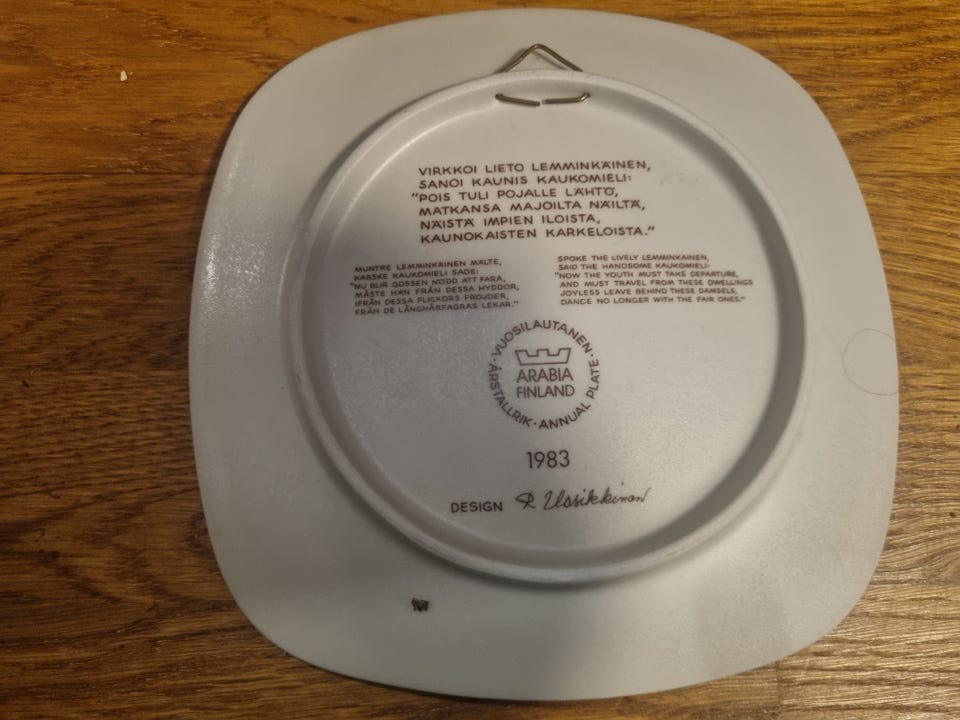 VIRKKOI LIETO LEMMINKÄINEN,
SANOI KAUNIS KAUKOMIELI:
"POIS TULI POJALLE LÄHTÖ,
MATKANSA MAJOILTA NÄILTÄ,
NÄISTÄ IMPIEN ILOISTA,
KAUNOKAISTEN KARKELOISTA."
MUNTRE LEMMINKÄINEN MÄLTE,
KARSKE KAUKOMIELI SADE:
"NU BLIR GOSSEN NÖDD ATT FARA,
MÅSTE HAN FRÅN DESSA HYDDOR,
IFRÅN DESSA FLICKORS FRÖJDER,
FRÅN DE LÅNGHÅRFAGRAS LEKAR."
SPOKE THE LIVELY LEMMINKAINEN,
SAID THE HANDSOME KAUKOMIELI:
"NOW THE YOUTH MUST TAKE DEPARTURE,
AND MUST TRAVEL FROM THESE DWELLINGS
JOYLESS LEAVE BEHIND THESE DAMSELS,
DANCE NO LONGER WITH THE FAIR ONES."
· VUOSILAUTANEN · ANNUAL PLATE · ÅRSTALLRIK
ARABIA
FINLAND
1983
DESIGN R Uosikkinen